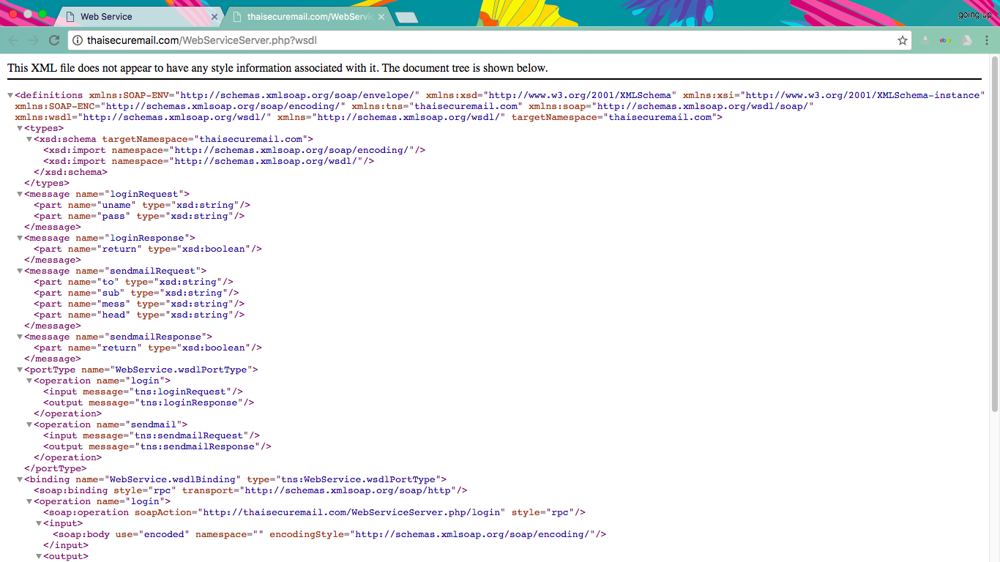 Web Service
thaisecuremail.com/WebServic
going up
thaisecuremail.com/WebServiceServer.php?wsdl
ebay
This XML file does not appear to have any style information associated with it. The document tree is shown below.
<definitions xmlns:SOAP-ENV="http://schemas.xmlsoap.org/soap/envelope/" xmlns:xsd="http://www.w3.org/2001/XMLSchema" xmlns:xsi="http://www.w3.org/2001/XMLSchema-instance"
xmlns:SOAP-ENC="http://schemas.xmlsoap.org/soap/encoding/" xmlns:tns="thaisecuremail.com" xmlns:soap="http://schemas.xmlsoap.org/wsdl/soap/"
xmlns:wsdl="http://schemas.xmlsoap.org/wsdl/" xmlns="http://schemas.xmlsoap.org/wsdl/" targetNamespace="thaisecuremail.com">
<types>
<xsd:schema targetNamespace="thaisecuremail.com">
<xsd:import namespace="http://schemas.xmlsoap.org/soap/encoding/"/>
<xsd:import namespace="http://schemas.xmlsoap.org/wsdl/"/>
</xsd:schema>
</types>
<message name="loginRequest">
<part name="uname" type="xsd:string"/>
<part name="pass" type="xsd:string"/>
</message>
<message name="loginResponse">
<part name="return" type="xsd:boolean"/>
</message>
<message name="sendmailRequest">
<part name="to" type="xsd:string"/>
<part name="sub" type="xsd:string"/>
<part name="mess" type="xsd:string"/>
<part name="head" type="xsd:string"/>
</message>
<message name="sendmailResponse">
<part name="return" type="xsd:boolean"/>
</message>
<portType name="WebService.wsdlPortType">
<operation name="login">
<input message="tns:loginRequest"/>
<output message="tns:loginResponse"/>
</operation>
<operation name="sendmail">
<input message="tns:sendmailRequest"/>
<output message="tns:sendmailResponse"/>
</operation>
</portType>
<binding name="WebService.wsdlBinding" type="tns:WebService.wsdlPortType">
<soap:binding style="rpc" transport="http://schemas.xmlsoap.org/soap/http"/>
<operation name="login">
<soap:operation soapAction="http://thaisecuremail.com/WebServiceServer.php/login" style="rpc"/>
<input>
<soap:body use="encoded" namespace="" encodingStyle="http://schemas.xmlsoap.org/soap/encoding/"/>
</input>
<output>